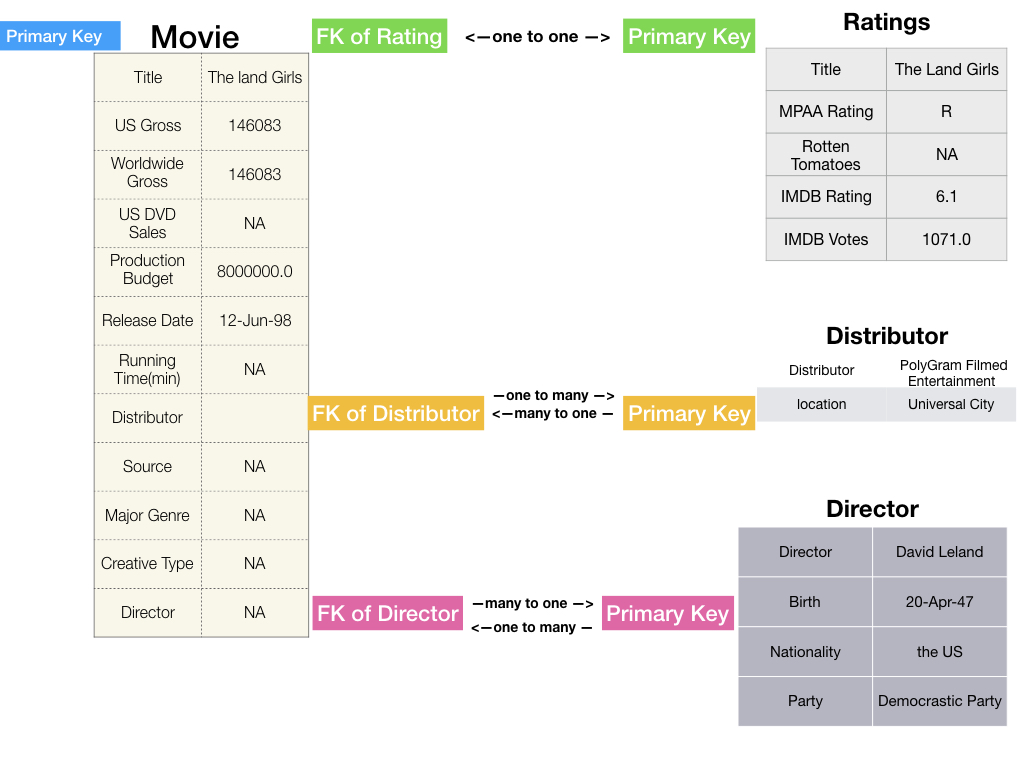 Primary Key
Movie
FK of Rating
<—one to one —>
Primary Key
Ratings
Title
The land Girls
US Gross
146083
Worldwide
Gross
146083
US DVD
Sales
NA
Production
Budget
8000000.0
Release Date
12-Jun-98
Running
Time(min)
NA
Distributor
Source
NA
Major Genre
NA
Creative Type
NA
Director
NA
Title
The Land Girls
MPAA Rating
R
Rotten
Tomatoes
NA
IMDB Rating
6.1
IMDB Votes
1071.0
FK of Distributor
—one to many —>
<—many to one —
Primary Key
Distributor
Distributor
PolyGram Filmed
Entertainment
location
Universal City
FK of Director
—many to one —>
<—one to many —
Primary Key
Director
Director
David Leland
Birth
20-Apr-47
Nationality
the US
Party
Democrastic Party